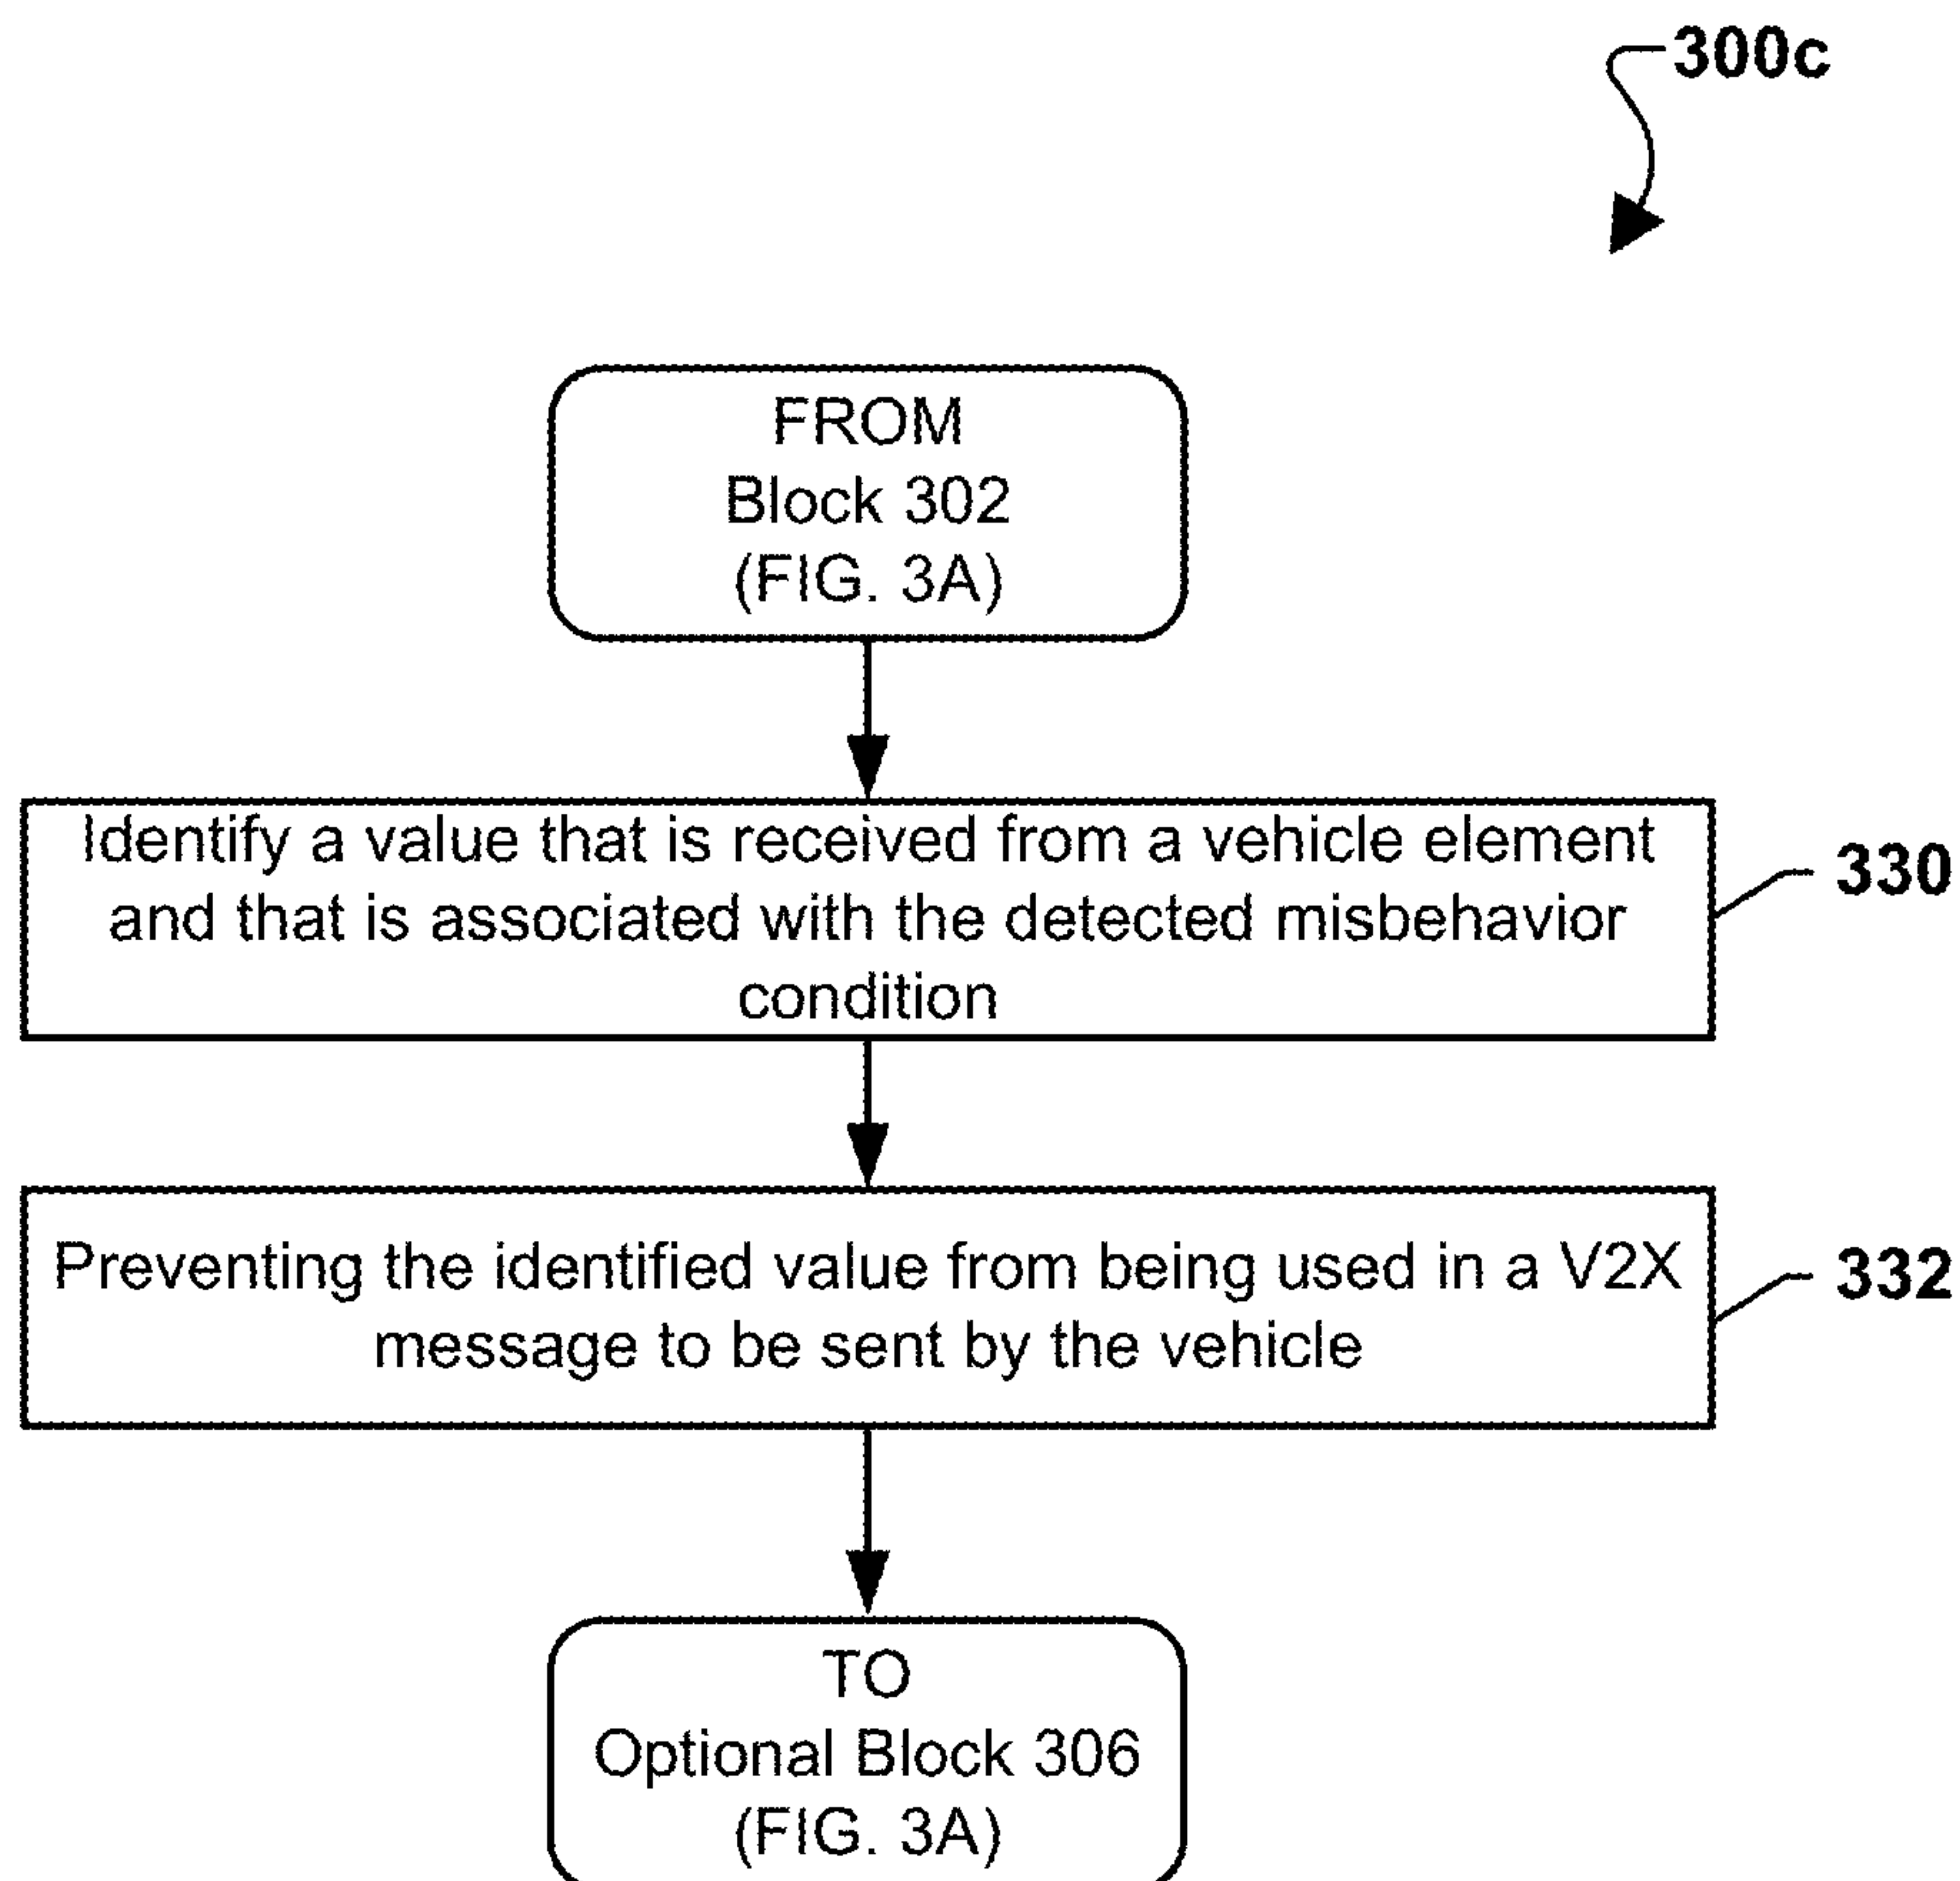 300c
FROM
Block 302
(FIG. 3A)
Identify a value that is received from a vehicle element
and that is associated with the detected misbehavior
condition
330
Preventing the identified value from being used in a V2X
message to be sent by the vehicle
332
TO
Optional Block 306
(FIG. 3A)